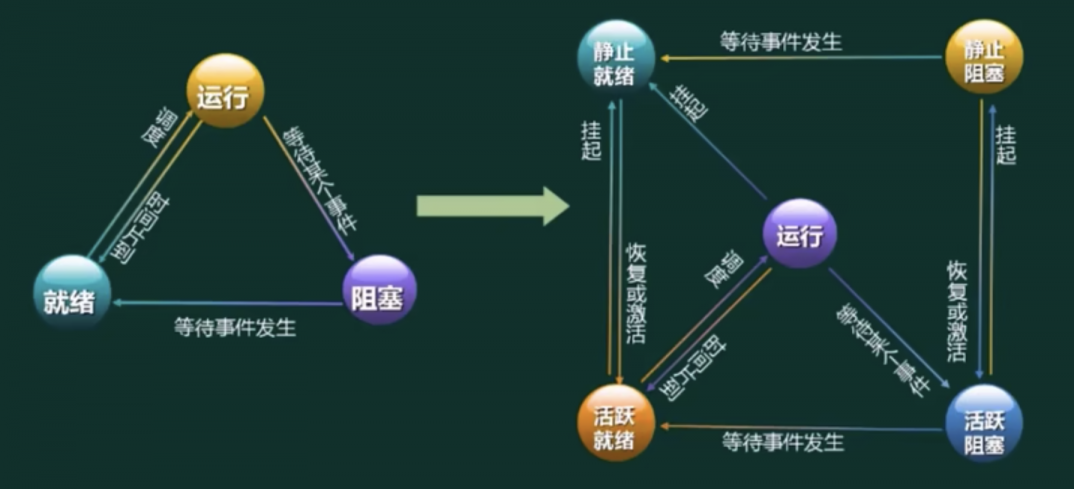 运行
调度
时间片到
等待某个事件
就绪
阻塞
等待事件发生
静止
就绪
等待事件发生
静止
阻塞
挂起
挂起
挂起
运行
恢复或激活
调度
时间片到
等待某个事件
恢复或激活
活跃
就绪
等待事件发生
活跃
阻塞